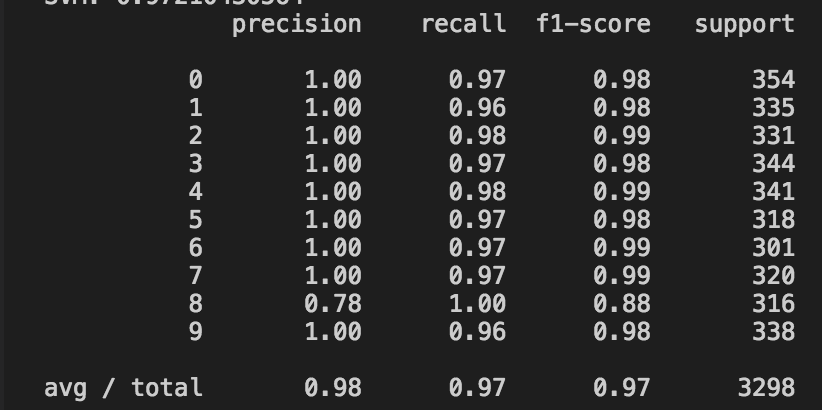 precision recall f1-score support
0 1.00 0.97 0.98 354
1 1.00 0.96 0.98 335
2 1.00 0.98 0.99 331
3 1.00 0.97 0.98 344
4 1.00 0.98 0.99 341
5 1.00 0.97 0.98 318
6 1.00 0.97 0.99 301
7 1.00 0.97 0.99 320
8 0.78 1.00 0.88 316
9 1.00 0.96 0.98 338
avg / total 0.98 0.97 0.97 3298